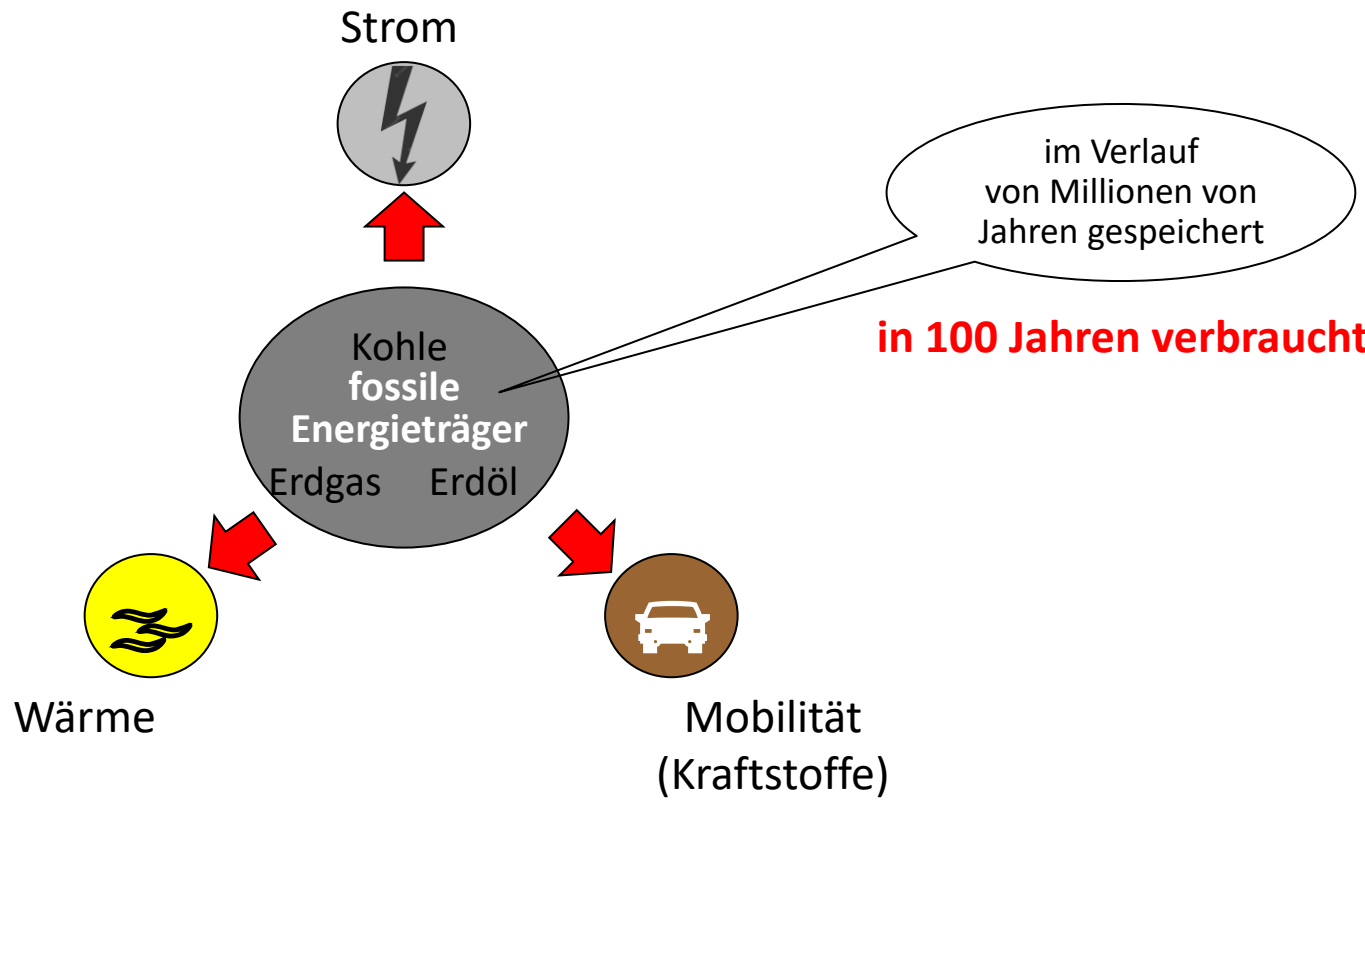 Strom
im Verlauf
von Millionen von
Jahren gespeichert
in 100 Jahren verbraucht
Kohle
fossile
Energieträger
Erdgas Erdöl
Wärme
Mobilität
(Kraftstoffe)